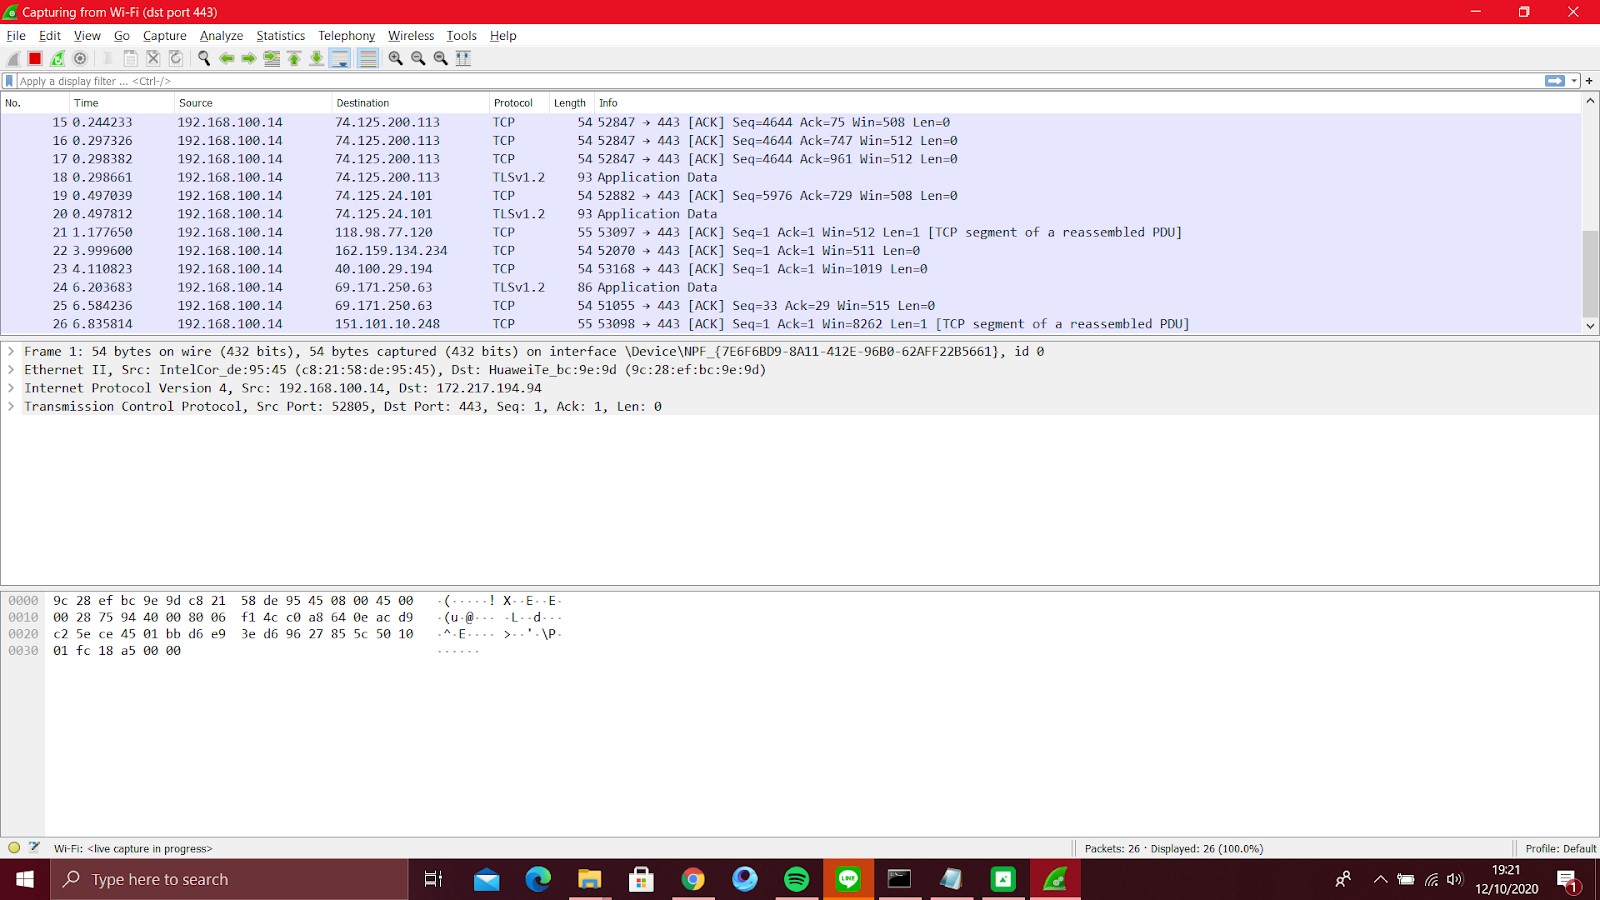 Capturing from Wi-Fi (dst port 443)
File Edit View Go Capture Analyze Statistics Telephony Wireless Tools Help
Apply a display filter ... <Ctrl-/>
No. Time Source Destination Protocol Length Info
15 0.244233 192.168.100.14 74.125.200.113 TCP 54 52847 → 443 [ACK] Seq=4644 Ack=75 Win=508 Len=0
16 0.297326 192.168.100.14 74.125.200.113 TCP 54 52847 → 443 [ACK] Seq=4644 Ack=747 Win=512 Len=0
17 0.298382 192.168.100.14 74.125.200.113 TCP 54 52847 → 443 [ACK] Seq=4644 Ack=961 Win=512 Len=0
18 0.298661 192.168.100.14 74.125.200.113 TLSv1.2 93 Application Data
19 0.497039 192.168.100.14 74.125.24.101 TCP 54 52882 → 443 [ACK] Seq=5976 Ack=729 Win=508 Len=0
20 0.497812 192.168.100.14 74.125.24.101 TLSv1.2 93 Application Data
21 1.177650 192.168.100.14 118.98.77.120 TCP 55 53097 → 443 [ACK] Seq=1 Ack=1 Win=512 Len=1 [TCP segment of a reassembled PDU]
22 3.999600 192.168.100.14 162.159.134.234 TCP 54 52070 → 443 [ACK] Seq=1 Ack=1 Win=511 Len=0
23 4.110823 192.168.100.14 40.100.29.194 TCP 54 53168 → 443 [ACK] Seq=1 Ack=1 Win=1019 Len=0
24 6.203683 192.168.100.14 69.171.250.63 TLSv1.2 86 Application Data
25 6.584236 192.168.100.14 69.171.250.63 TCP 54 51055 → 443 [ACK] Seq=33 Ack=29 Win=515 Len=0
26 6.835814 192.168.100.14 151.101.10.248 TCP 55 53098 → 443 [ACK] Seq=1 Ack=1 Win=8262 Len=1 [TCP segment of a reassembled PDU]
Frame 1: 54 bytes on wire (432 bits), 54 bytes captured (432 bits) on interface \Device\NPF_{7E6F6BD9-8A11-412E-96B0-62AFF22B5661}, id 0
Ethernet II, Src: IntelCor_de:95:45 (c8:21:58:de:95:45), Dst: HuaweiTe_bc:9e:9d (9c:28:ef:bc:9e:9d)
Internet Protocol Version 4, Src: 192.168.100.14, Dst: 172.217.194.94
Transmission Control Protocol, Src Port: 52805, Dst Port: 443, Seq: 1, Ack: 1, Len: 0
0000 9c 28 ef bc 9e 9d c8 21 58 de 95 45 08 00 45 00 ·(·····! X··E··E·
0010 00 28 75 94 40 00 80 06 f1 4c c0 a8 64 0e ac d9 ·(u·@··· ·L··d···
0020 c2 5e ce 45 01 bb d6 e9 3e d6 96 27 85 5c 50 10 ·^·E···· >··'·\P·
0030 01 fc 18 a5 00 00 ······
Wi-Fi: <live capture in progress> Packets: 26 · Displayed: 26 (100.0%) Profile: Default
Type here to search
LINE
19:21
12/10/2020
1